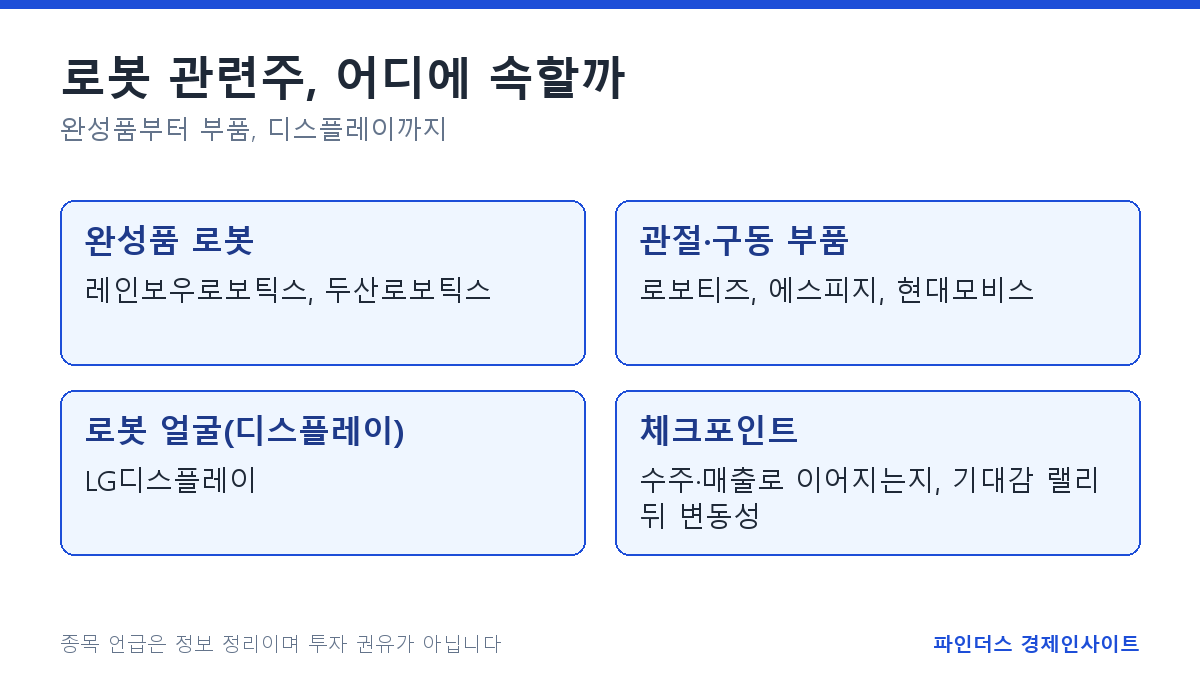 로봇 관련주, 어디에 속할까
완성품부터 부품, 디스플레이까지
완성품 로봇
레인보우로보틱스, 두산로보틱스
관절·구동 부품
로보티즈, 에스피지, 현대모비스
로봇 얼굴(디스플레이)
LG디스플레이
체크포인트
수주·매출로 이어지는지, 기대감 랠리
뒤 변동성
종목 언급은 정보 정리이며 투자 권유가 아닙니다
파인더스 경제인사이트